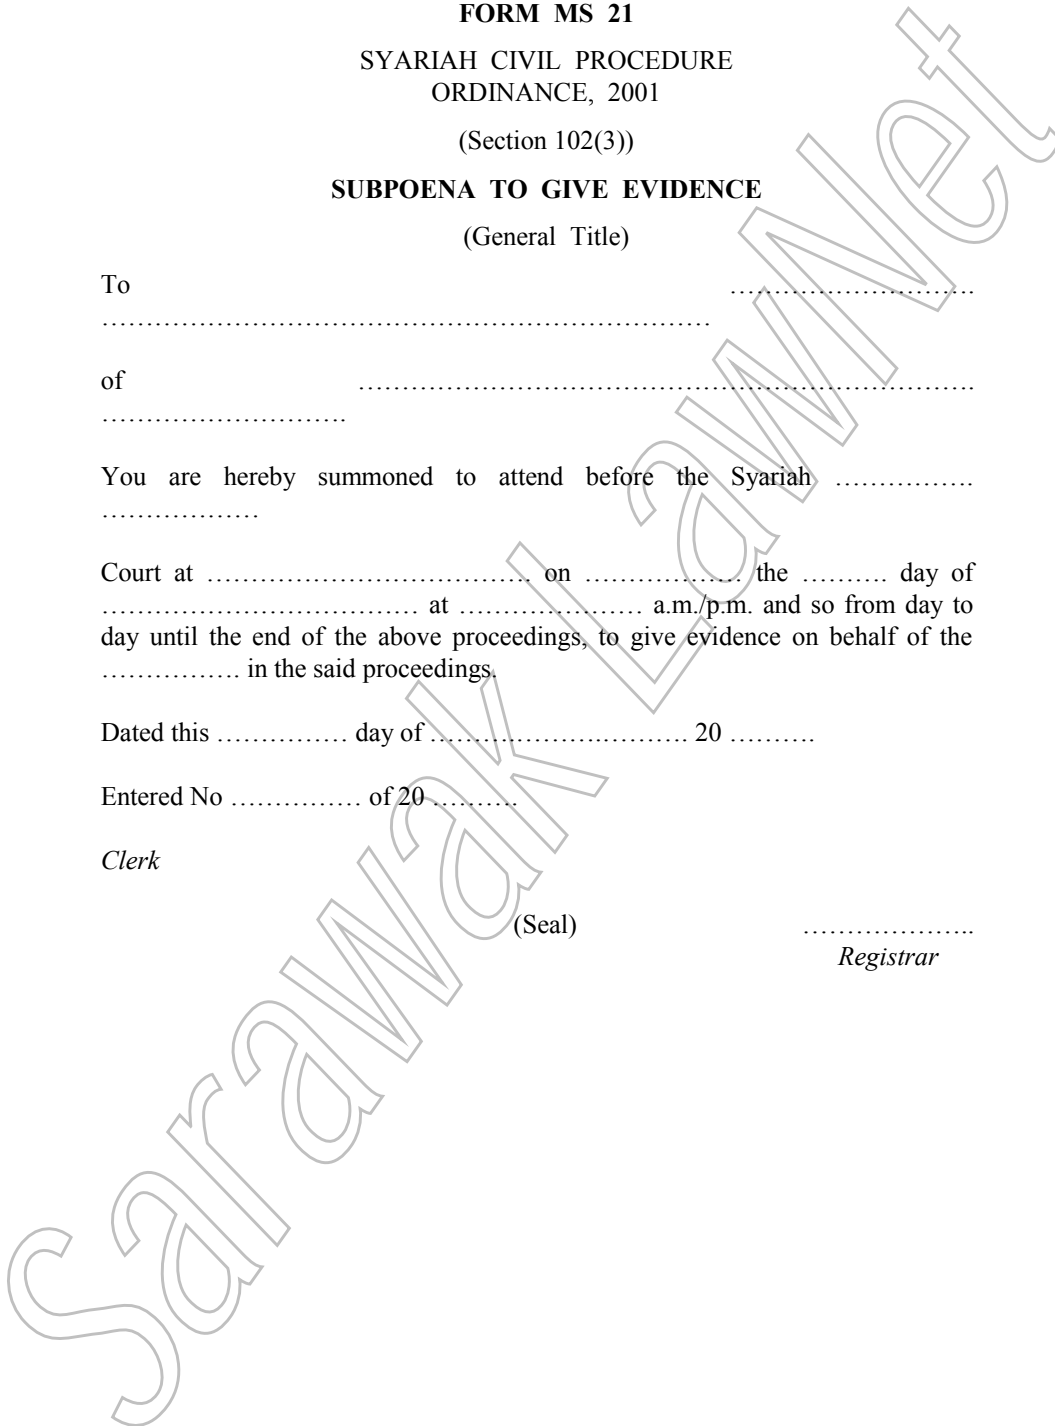 FORM MS 21
SYARIAH CIVIL PROCEDURE
ORDINANCE, 2001
(Section 102(3))
SUBPOENA TO GIVE EVIDENCE
(General Title)
To ……………………….
……………………………………………………………
of …………………………………………………………….
……………………….
You are hereby summoned to attend before the Syariah …………….
………………
Court at ………………………………. on ……………… the ………. day of
……………………………… at ………………… a.m./p.m. and so from day to
day until the end of the above proceedings, to give evidence on behalf of the
……………. in the said proceedings.
Dated this …………… day of ……….……….………. 20 ……….
Entered No …………… of 20 ……….
Clerk
(Seal) ………………..
Registrar
Sarawak LawNet